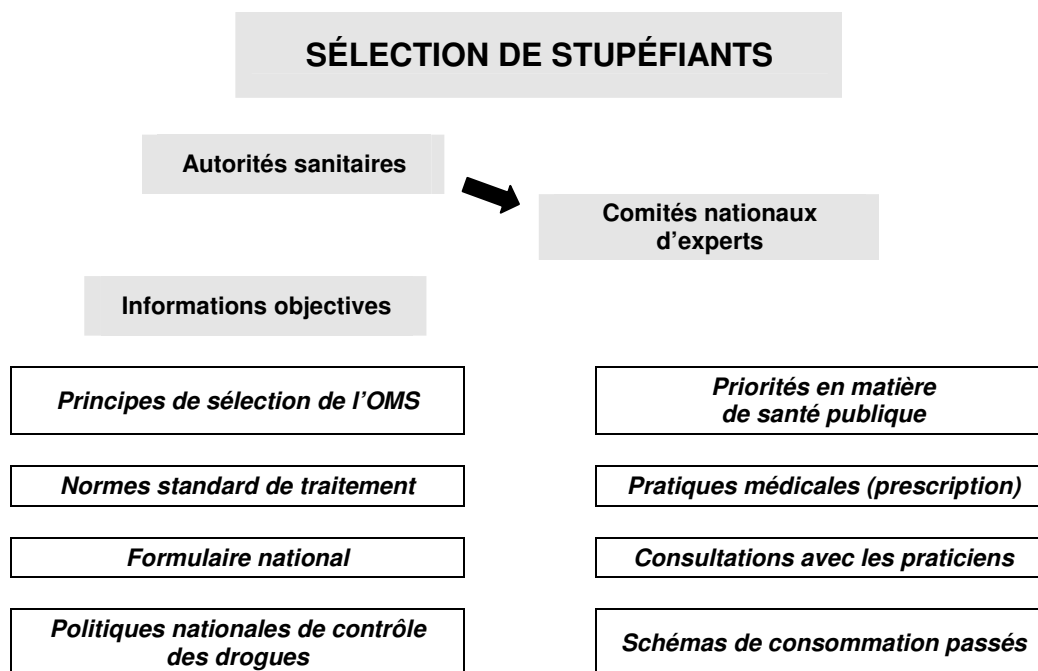 SÉLECTION DE STUPÉFIANTS
Autorités sanitaires
Comités nationaux
d’experts
Informations objectives
Principes de sélection de l’OMS
Priorités en matière
de santé publique
Normes standard de traitement
Pratiques médicales (prescription)
Formulaire national
Consultations avec les praticiens
Politiques nationales de contrôle
des drogues
Schémas de consommation passés